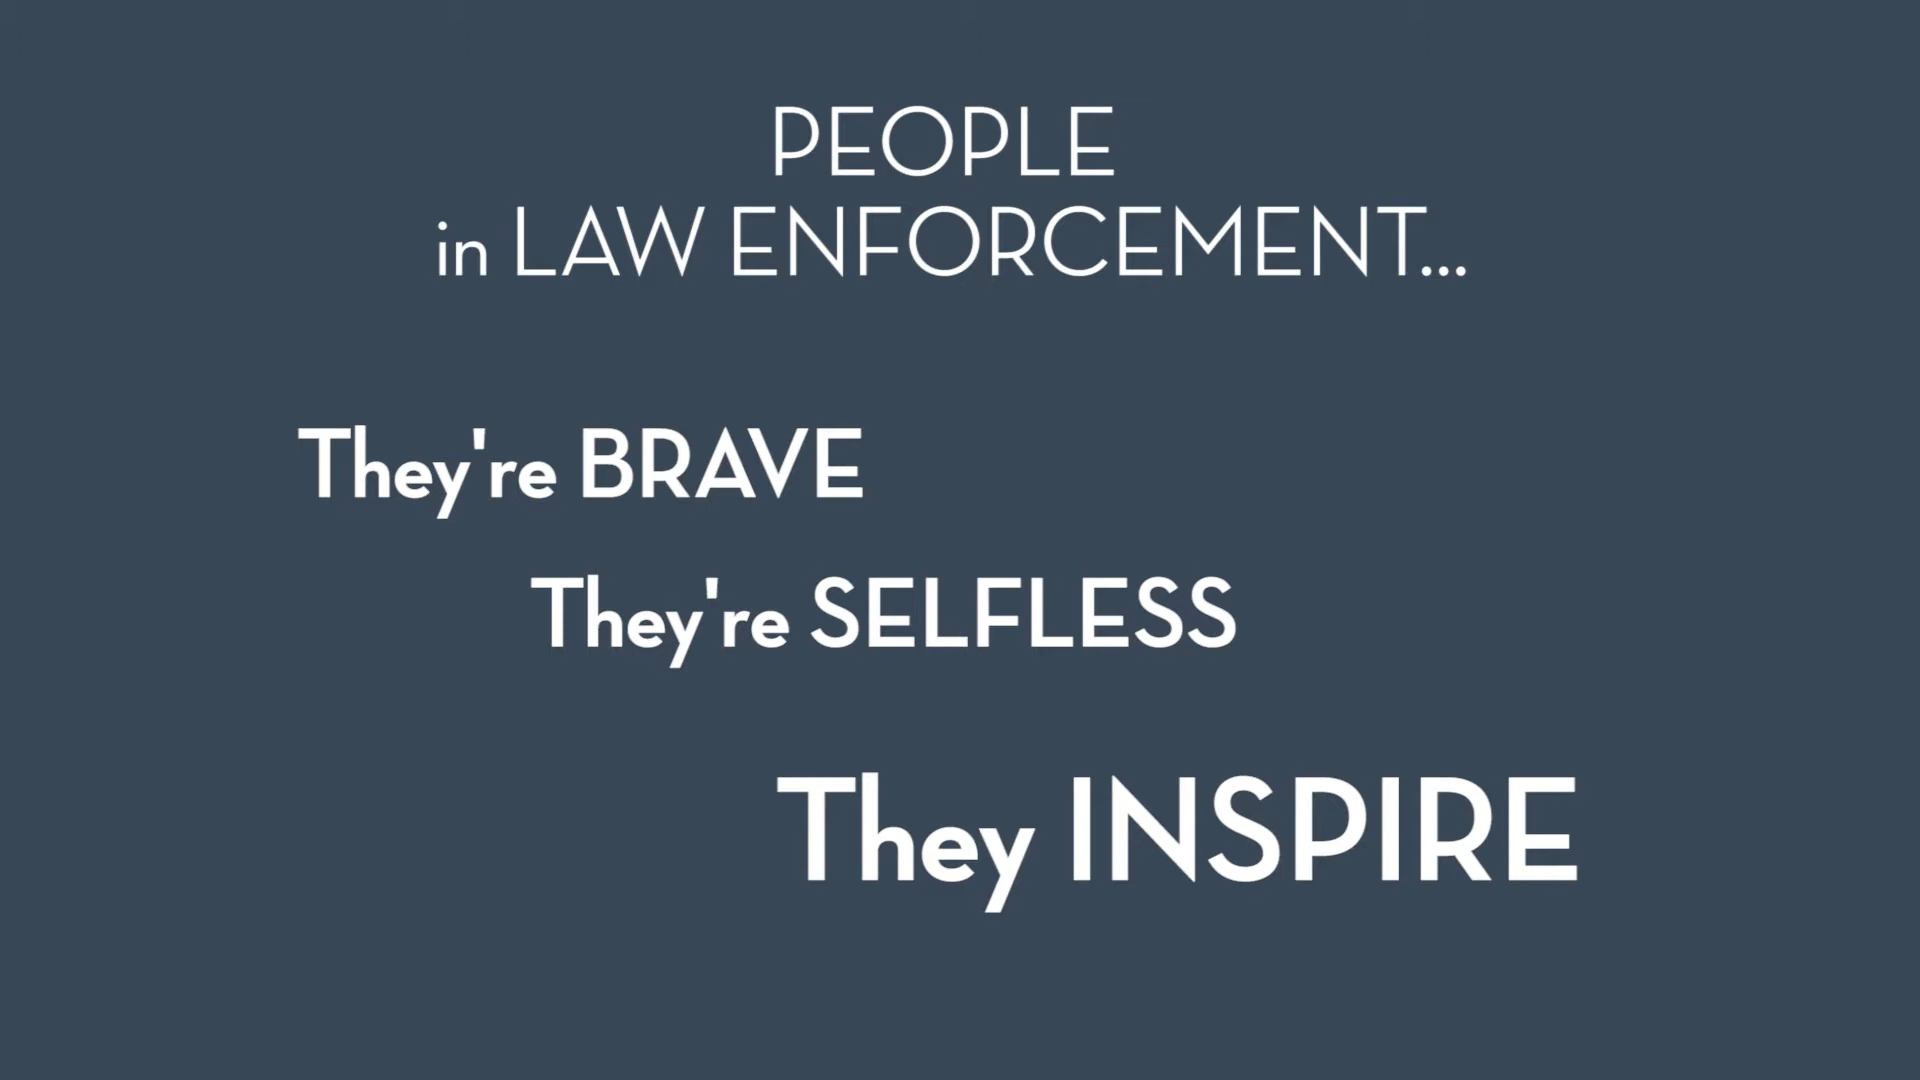 PEOPLE
in LAW ENFORCEMENT...
They're BRAVE
They're SELFLESS
They INSPIRE